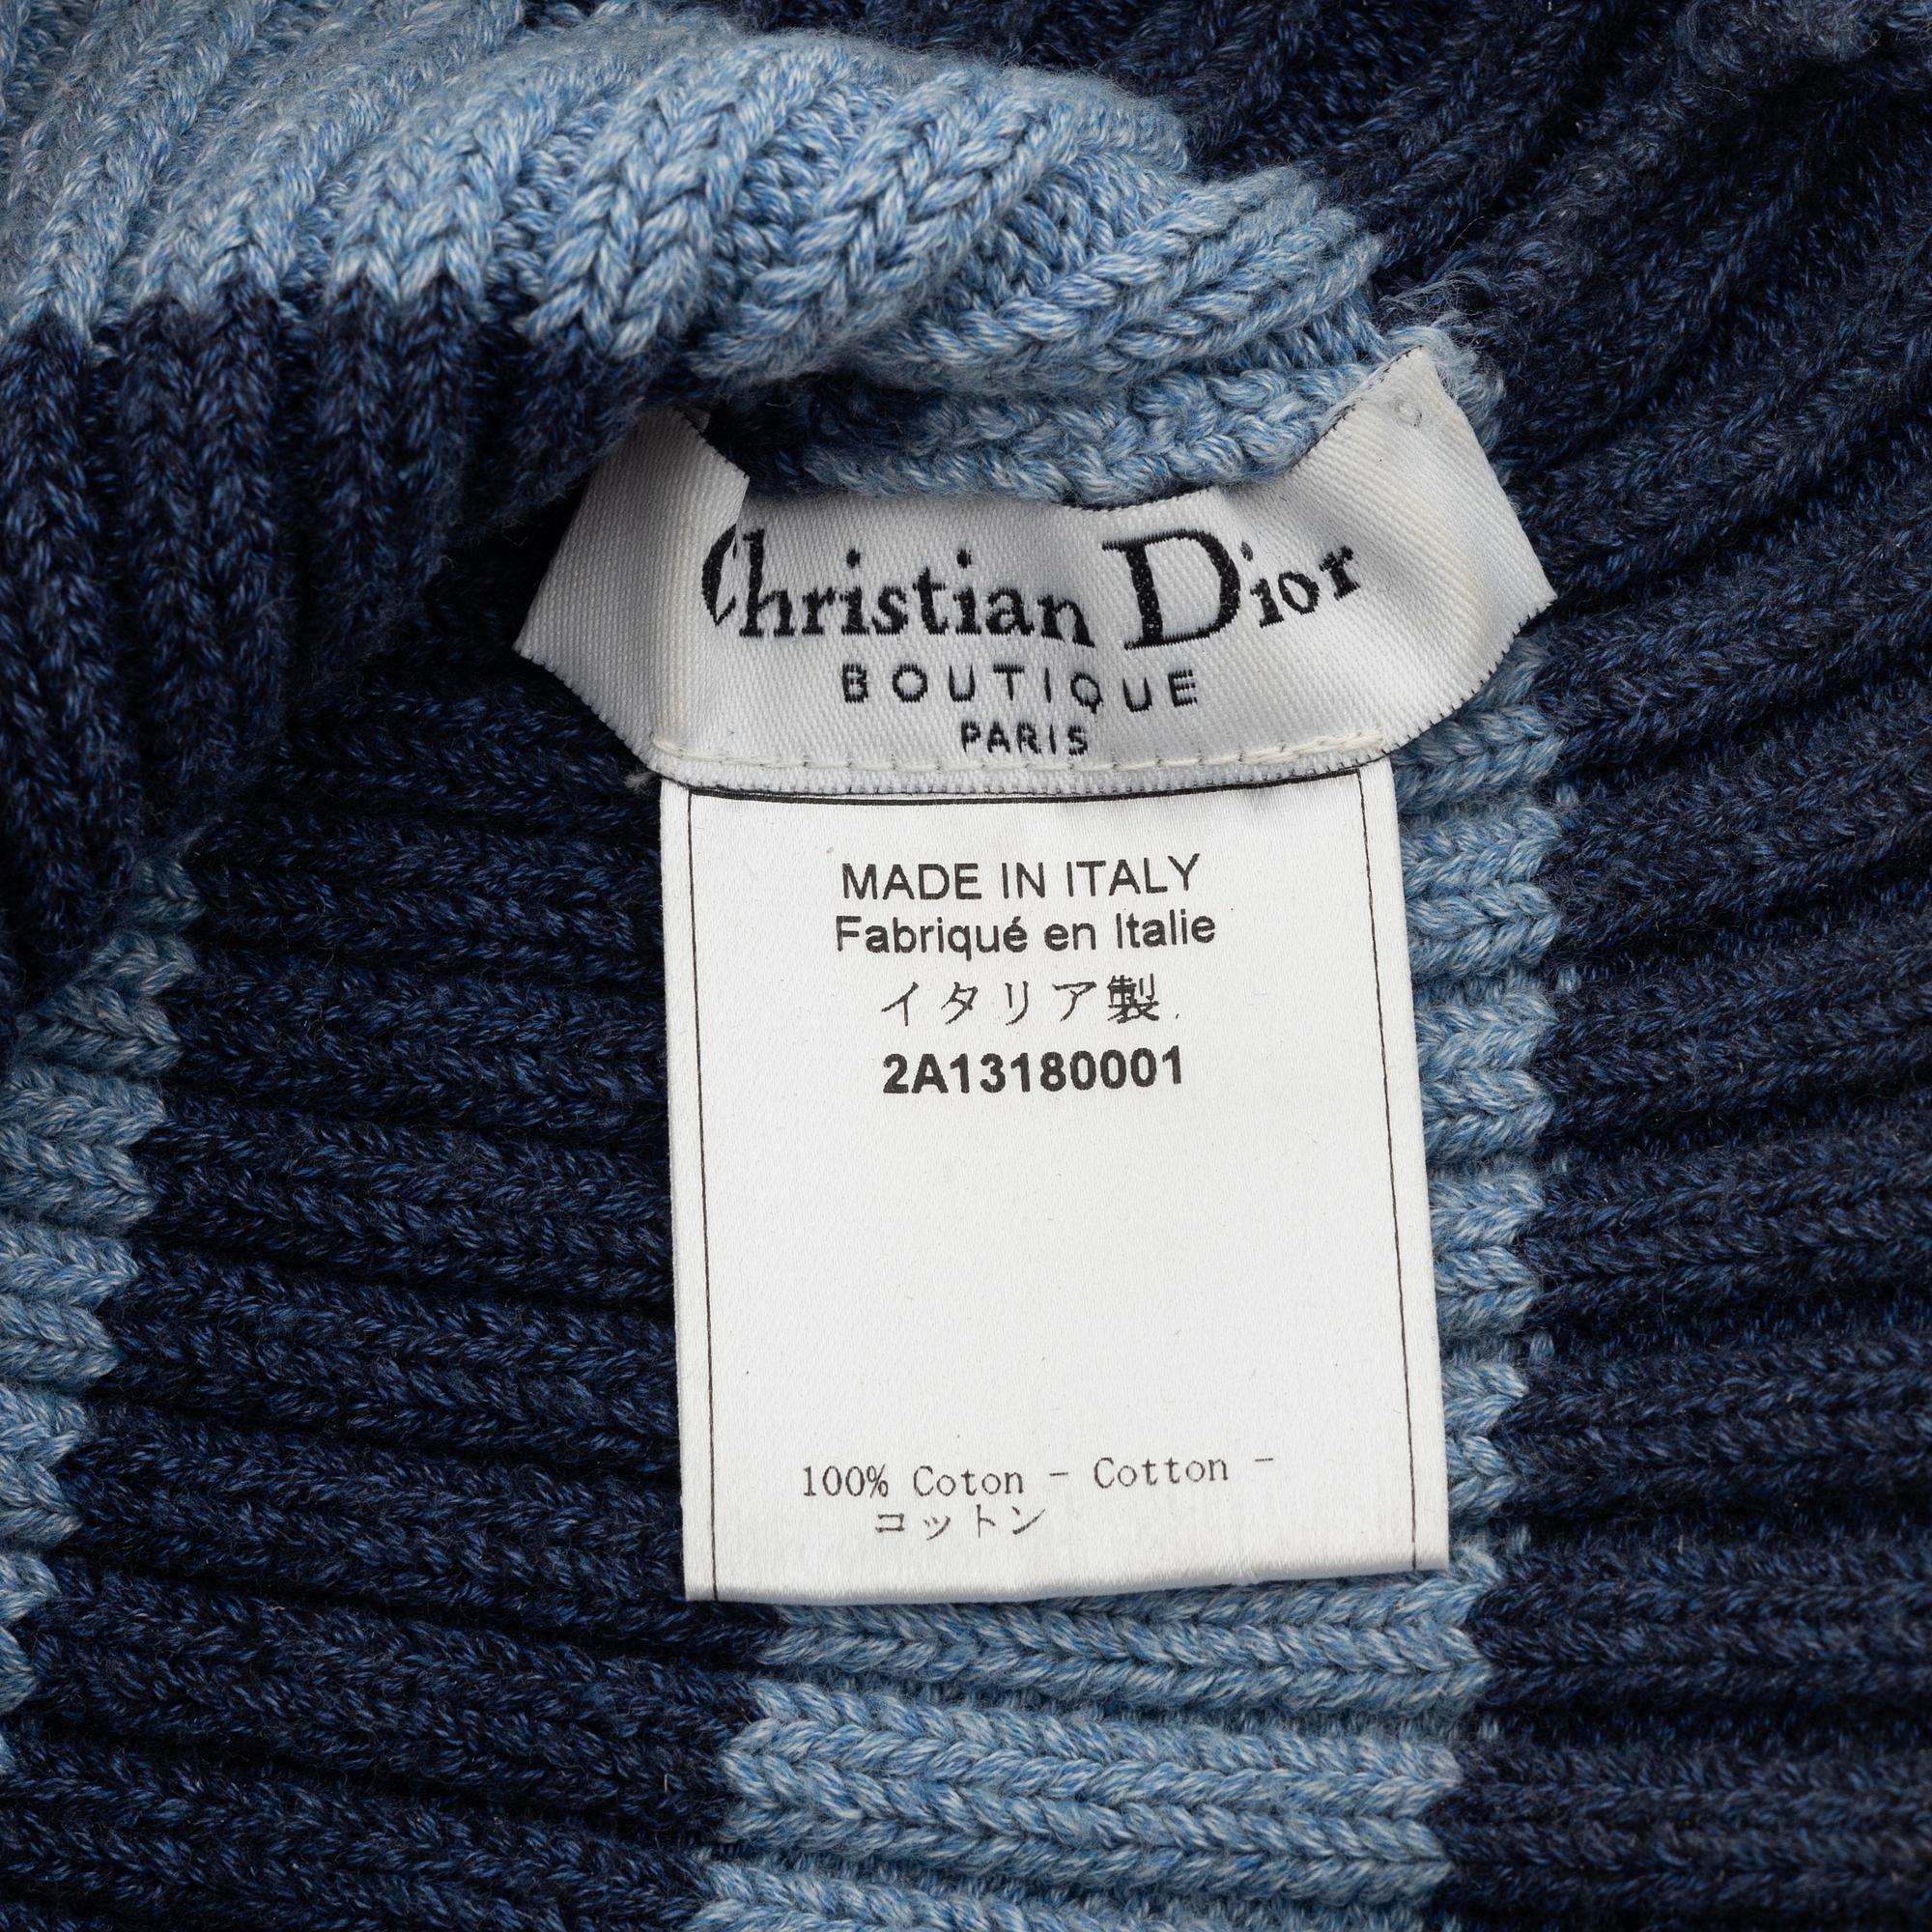 Christian Dior
BOUTIQUE
PARIS
MADE IN ITALY
Fabriqué en Italie
イタリア製
2A13180001
100% Coton - Cotton -
コットン